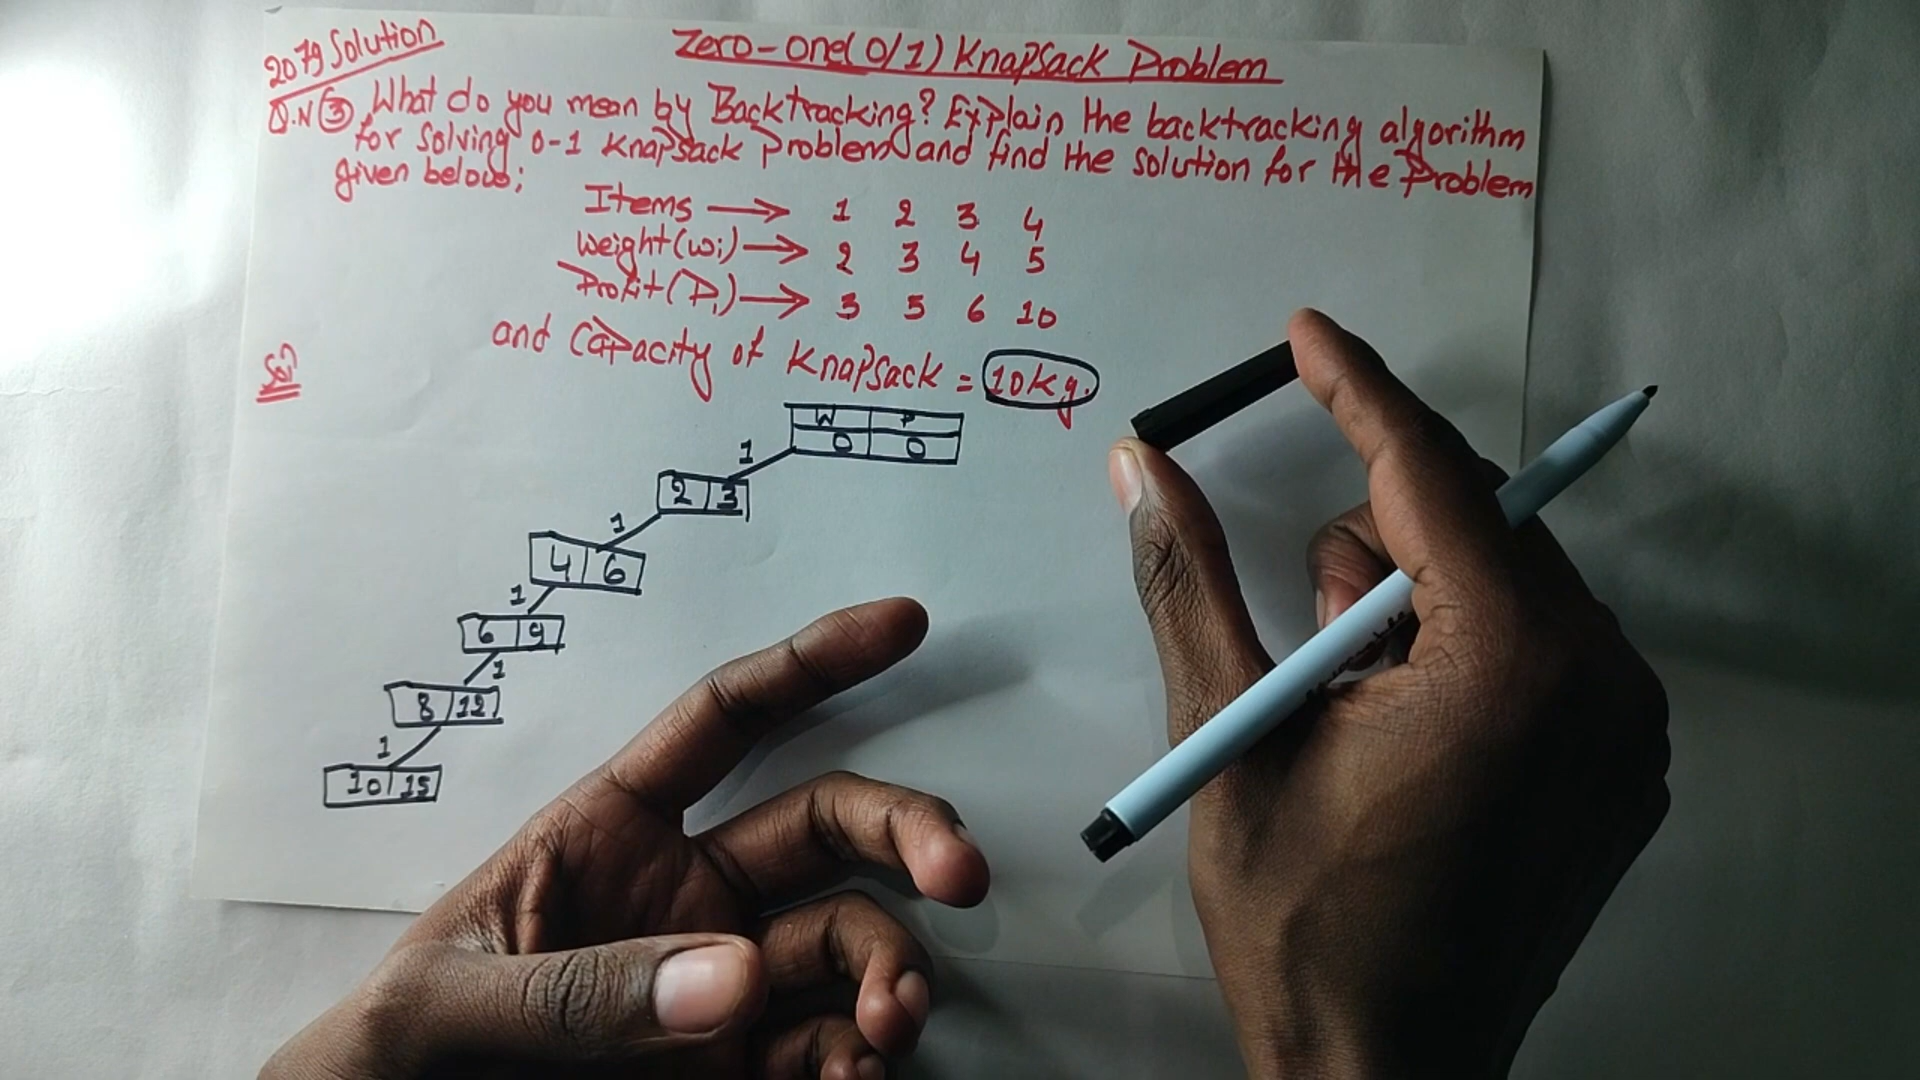 2079 Solution
Zero-One(0/1) Knapsack Problem
Q.N③ What do you mean by Backtracking? Explain the backtracking algorithm
for solving 0-1 Knapsack Problem and find the solution for the Problem
given below;
Items → 1 2 3 4
Weight(wi) → 2 3 4 5
Profit(Pi) → 3 5 6 10
and Capacity of Knapsack = 10kg.
Sol
W P
0 0
1
2 3
1
4 6
1
6 9
1
8 12
1
10 15